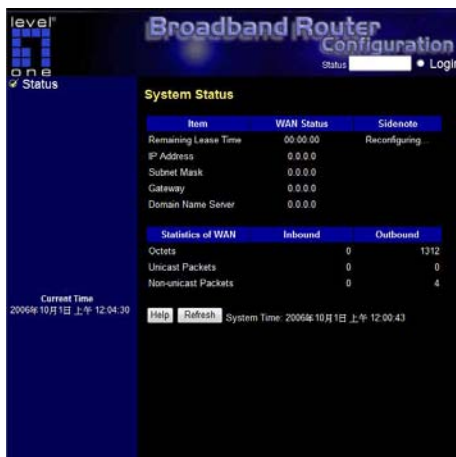 level®
one
Broadband Router
Configuration
Status
Login
Status
System Status
Item WAN Status Sidenote
Remaining Lease Time 00:00:00 Reconfiguring...
IP Address 0.0.0.0
Subnet Mask 0.0.0.0
Gateway 0.0.0.0
Domain Name Server 0.0.0.0
Statistics of WAN Inbound Outbound
Octets 0 1312
Unicast Packets 0 0
Non-unicast Packets 0 4
Current Time
2006年10月1日 上午 12:04:30
Help Refresh System Time: 2006年10月1日 上午 12:00:43